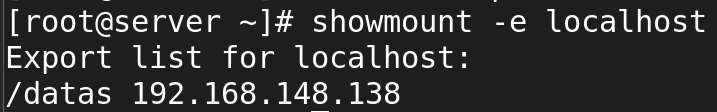 [root@server ~]# showmount -e localhost
Export list for localhost:
/datas 192.168.148.138